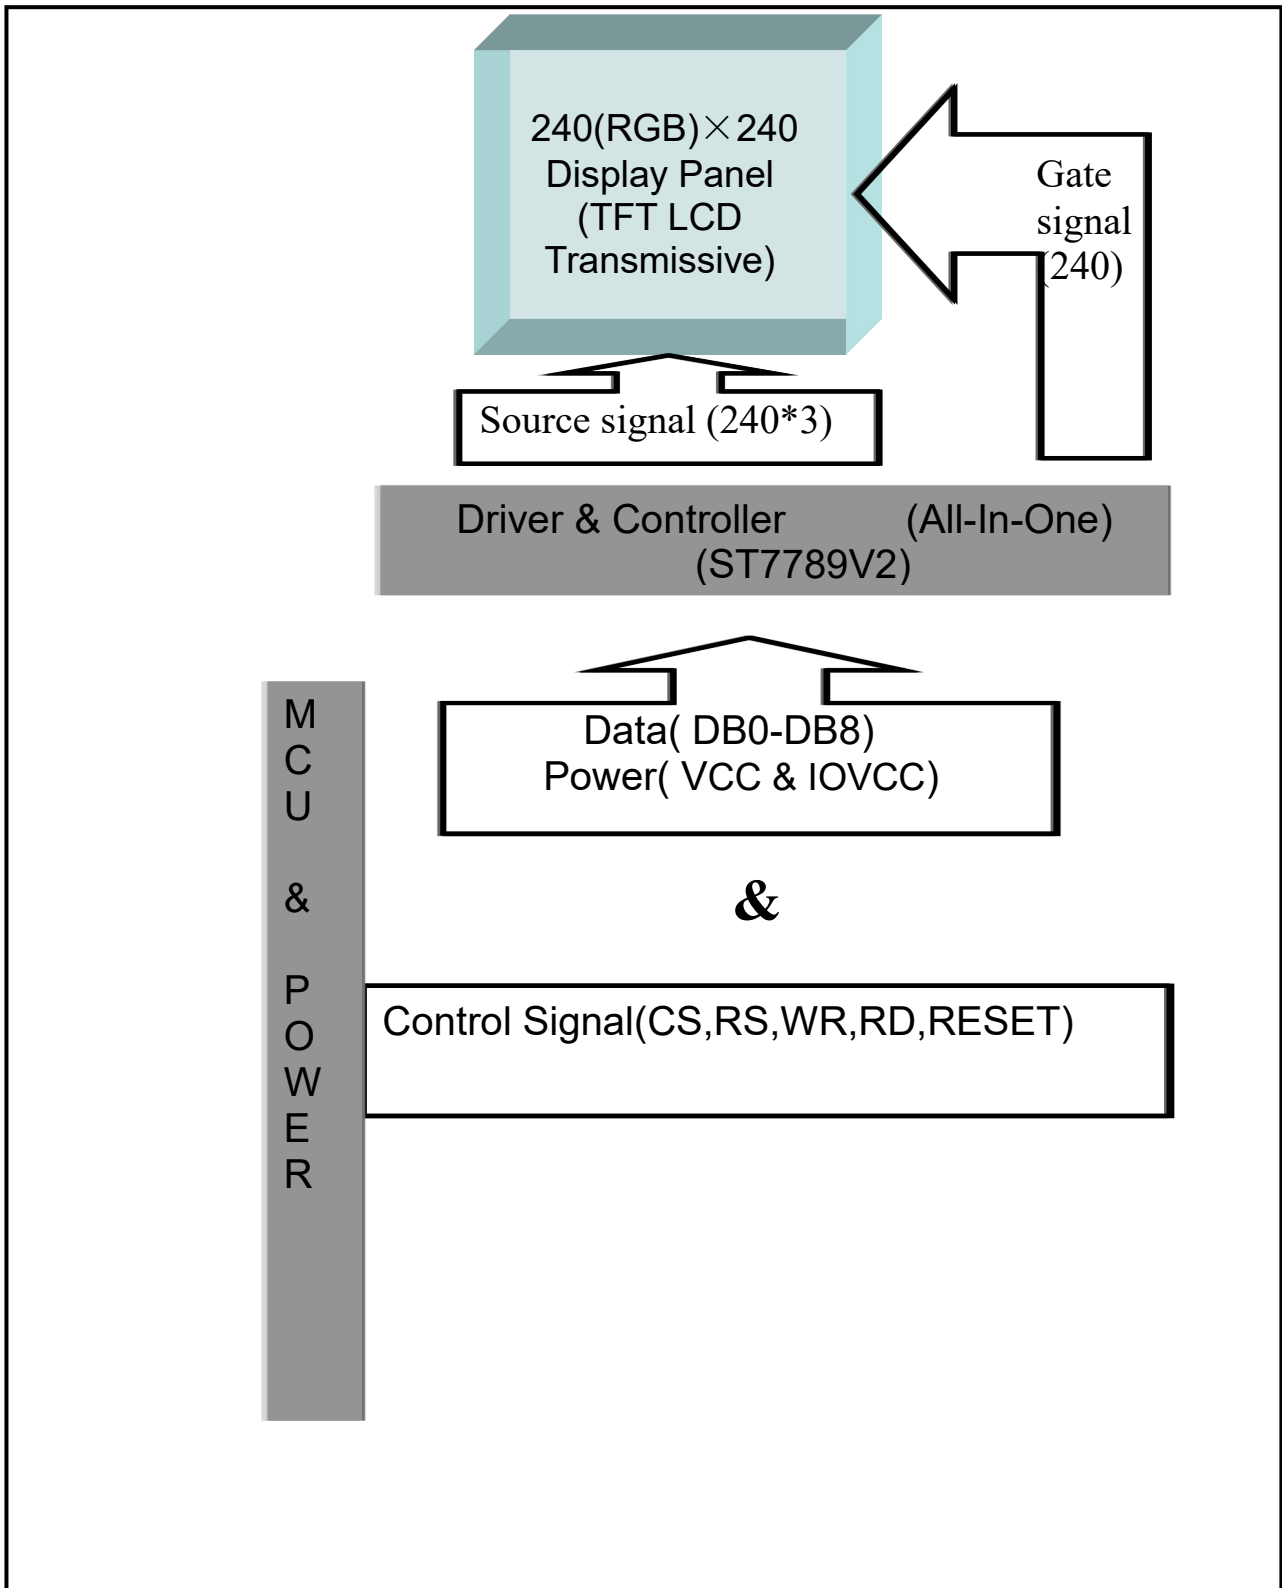 240(RGB)×240
Display Panel
(TFT LCD
Transmissive)
Gate
signal
(240)
Source signal (240*3)
Driver & Controller (All-In-One)
(ST7789V2)
M
C
U
&
P
O
W
E
R
Data( DB0-DB8)
Power( VCC & IOVCC)
&
Control Signal(CS,RS,WR,RD,RESET)